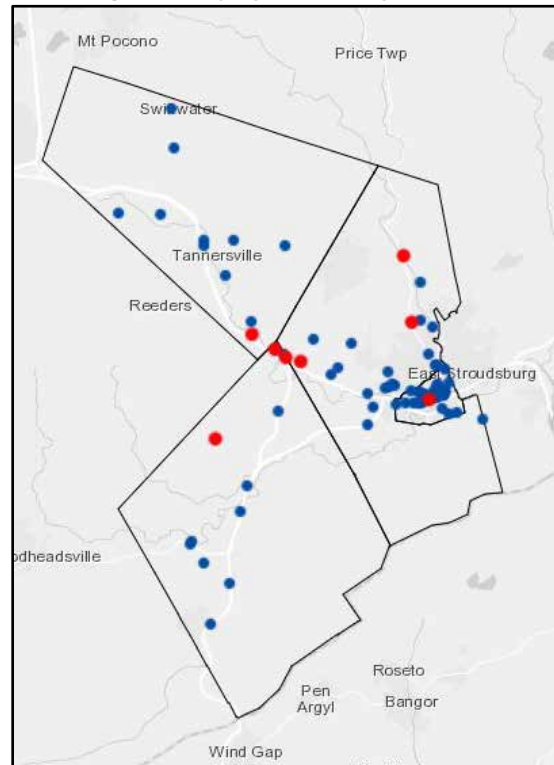 Mt Pocono
Price Twp
Swiftwater
Tannersville
Reeders
East Stroudsburg
odheadsville
Roseto
Pen
Argyl
Bangor
Wind Gap